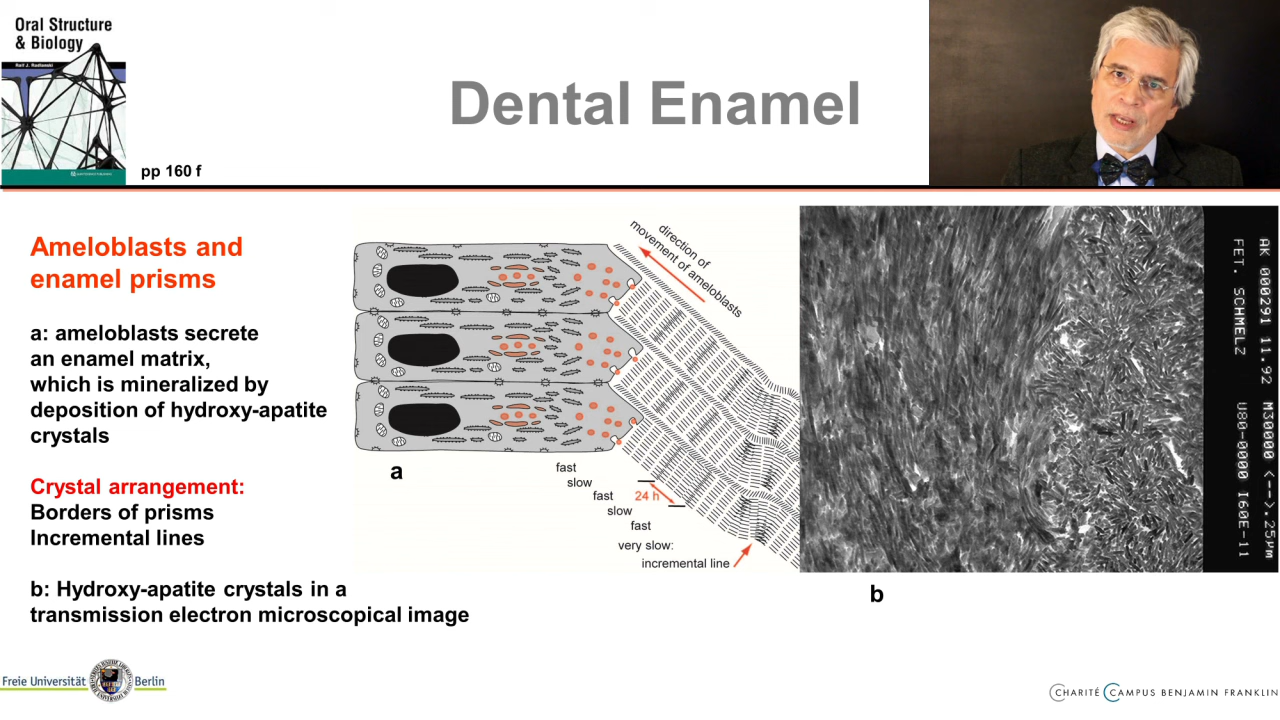 Oral Structure
& Biology
Ralf J. Radlanski
pp 160 f
Dental Enamel
Ameloblasts and
enamel prisms
a: ameloblasts secrete
an enamel matrix,
which is mineralized by
deposition of hydroxy-apatite
crystals
Crystal arrangement:
Borders of prisms
Incremental lines
b: Hydroxy-apatite crystals in a
transmission electron microscopical image
direction of
movement of ameloblasts
a
fast
slow
fast
24 h
slow
fast
very slow:
incremental line
AK 000291 11.92 M30000 <-->.25µm
FET. SCHMELZ U80-0000 I60E-11
b
Freie Universität Berlin
CHARITÉ CAMPUS BENJAMIN FRANKLIN